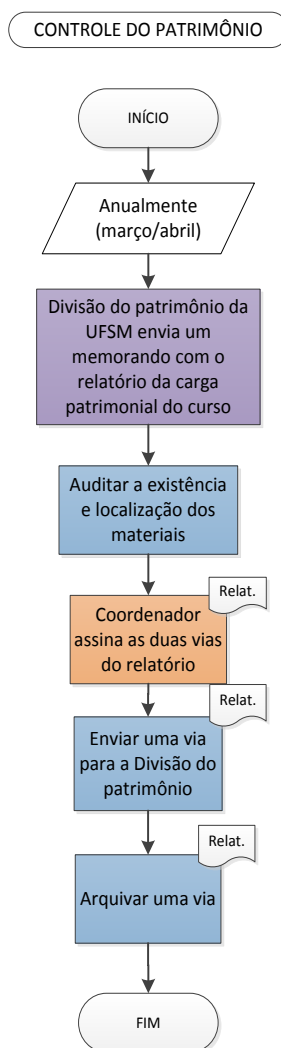 CONTROLE DO PATRIMÔNIO
INÍCIO
Anualmente
(março/abril)
Divisão do patrimônio da
UFSM envia um
memorando com o
relatório da carga
patrimonial do curso
Auditar a existência
e localização dos
materiais
Relat.
Coordenador
assina as duas vias
do relatório
Relat.
Enviar uma via
para a Divisão do
patrimônio
Relat.
Arquivar uma via
FIM